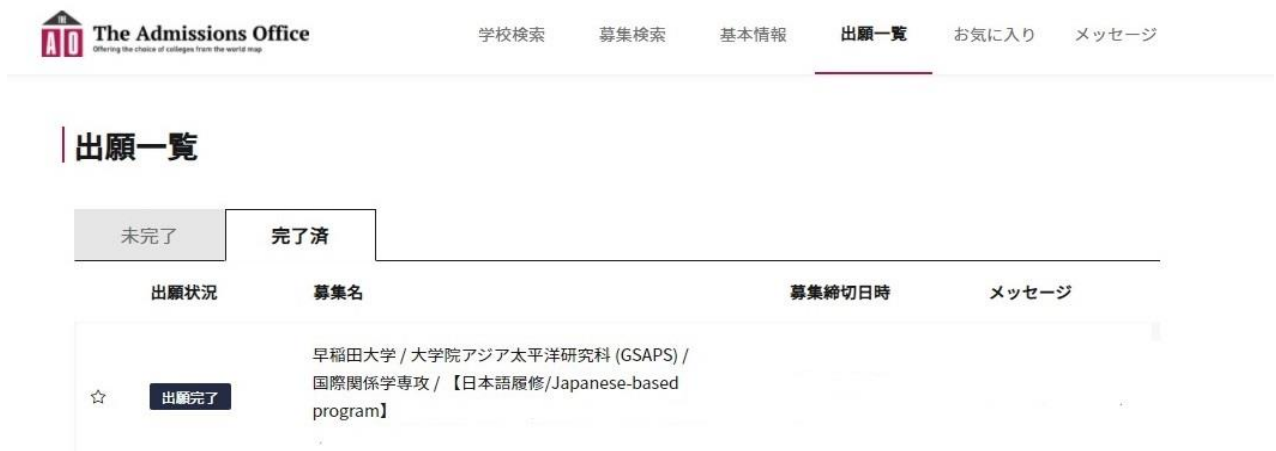 THE
AO The Admissions Office
Offering the choice of colleges from the world map
学校検索 募集検索 基本情報 出願一覧 お気に入り メッセージ
出願一覧
未完了 完了済
出願状況 募集名 募集締切日時 メッセージ
早稲田大学 / 大学院アジア太平洋研究科 (GSAPS) /
☆ 出願完了 国際関係学専攻 / 【日本語履修/Japanese-based
program】